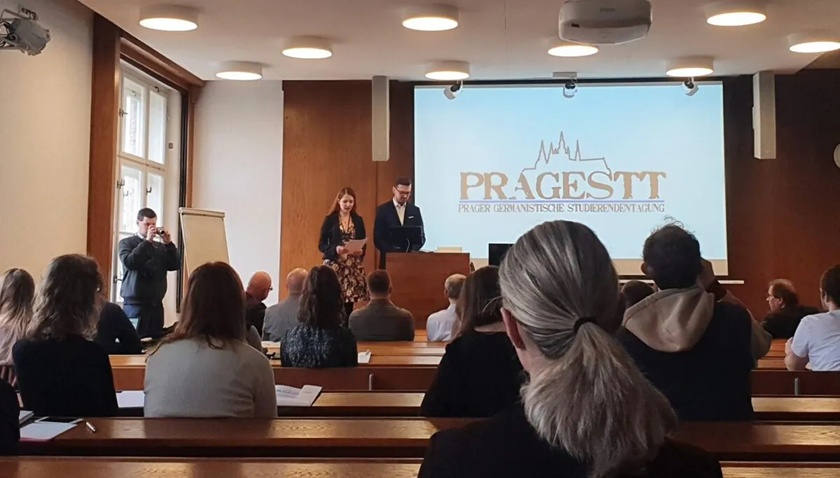 PRAGESTT
PRAGER GERMANISTISCHE STUDIERENDENTAGUNG